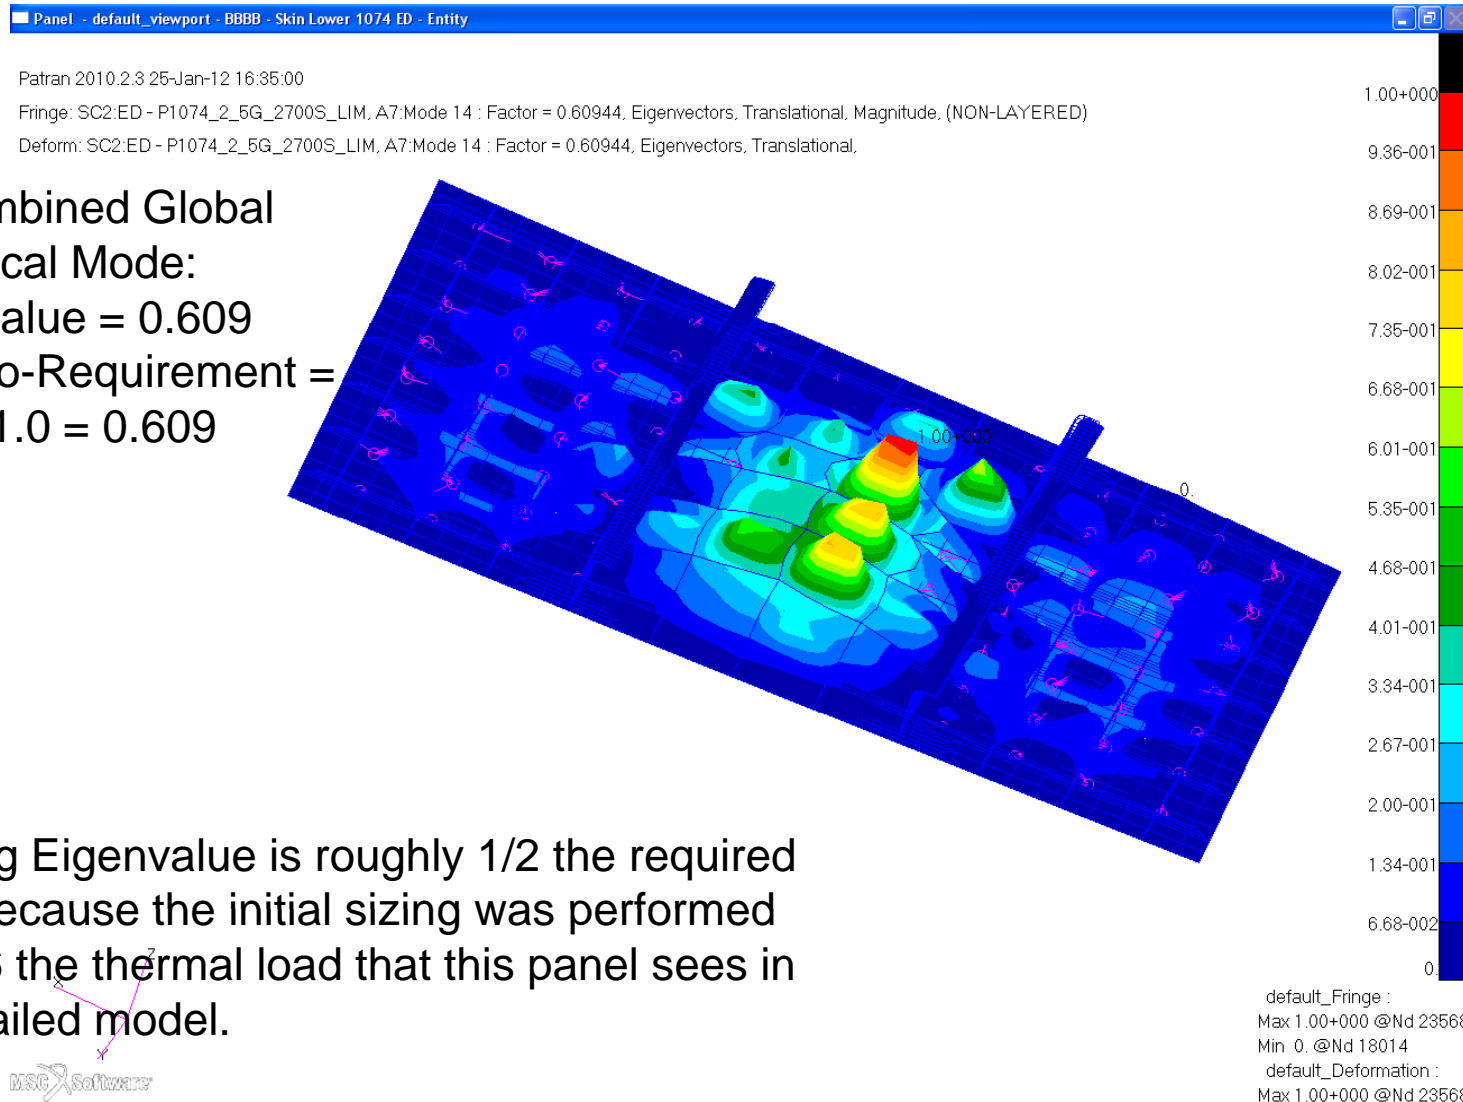 Panel - default_viewport - BBBB - Skin Lower 1074 ED - Entity
Patran 2010.2.3 25-Jan-12 16:35:00
Fringe: SC2:ED - P1074_2_5G_2700S_LIM, A7:Mode 14 : Factor = 0.60944, Eigenvectors, Translational, Magnitude, (NON-LAYERED)
Deform: SC2:ED - P1074_2_5G_2700S_LIM, A7:Mode 14 : Factor = 0.60944, Eigenvectors, Translational,
mbined Global
cal Mode:
alue = 0.609
o-Requirement =
1.0 = 0.609
1.00+000
0.
g Eigenvalue is roughly 1/2 the required
ecause the initial sizing was performed
the thermal load that this panel sees in
ailed model.
X
Z
Y
MSC Software
1.00+000
9.36-001
8.69-001
8.02-001
7.35-001
6.68-001
6.01-001
5.35-001
4.68-001
4.01-001
3.34-001
2.67-001
2.00-001
1.34-001
6.68-002
0.
default_Fringe :
Max 1.00+000 @Nd 23568
Min 0. @Nd 18014
default_Deformation :
Max 1.00+000 @Nd 23568